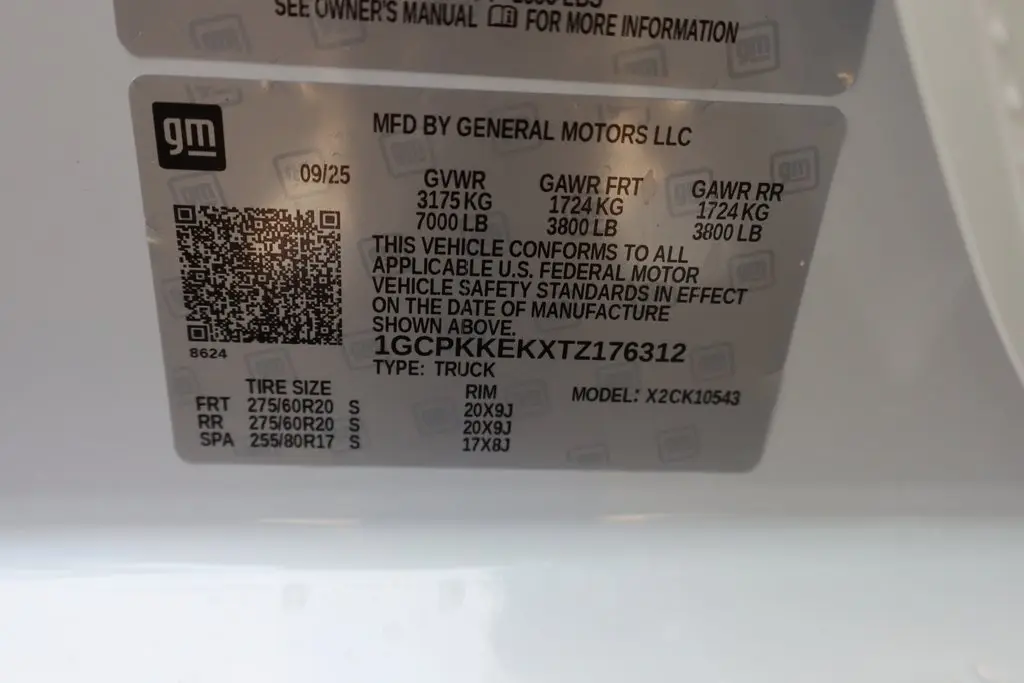 SEE OWNER'S MANUAL FOR MORE INFORMATION
gm
MFD BY GENERAL MOTORS LLC
09/25
GVWR GAWR FRT GAWR RR
3175 KG 1724 KG 1724 KG
7000 LB 3800 LB 3800 LB
THIS VEHICLE CONFORMS TO ALL
APPLICABLE U.S. FEDERAL MOTOR
VEHICLE SAFETY STANDARDS IN EFFECT
ON THE DATE OF MANUFACTURE
SHOWN ABOVE.
8624
1GCPKKEKXTZ176312
TYPE: TRUCK
TIRE SIZE RIM MODEL: X2CK10543
FRT 275/60R20 S 20X9J
RR 275/60R20 S 20X9J
SPA 255/80R17 S 17X8J